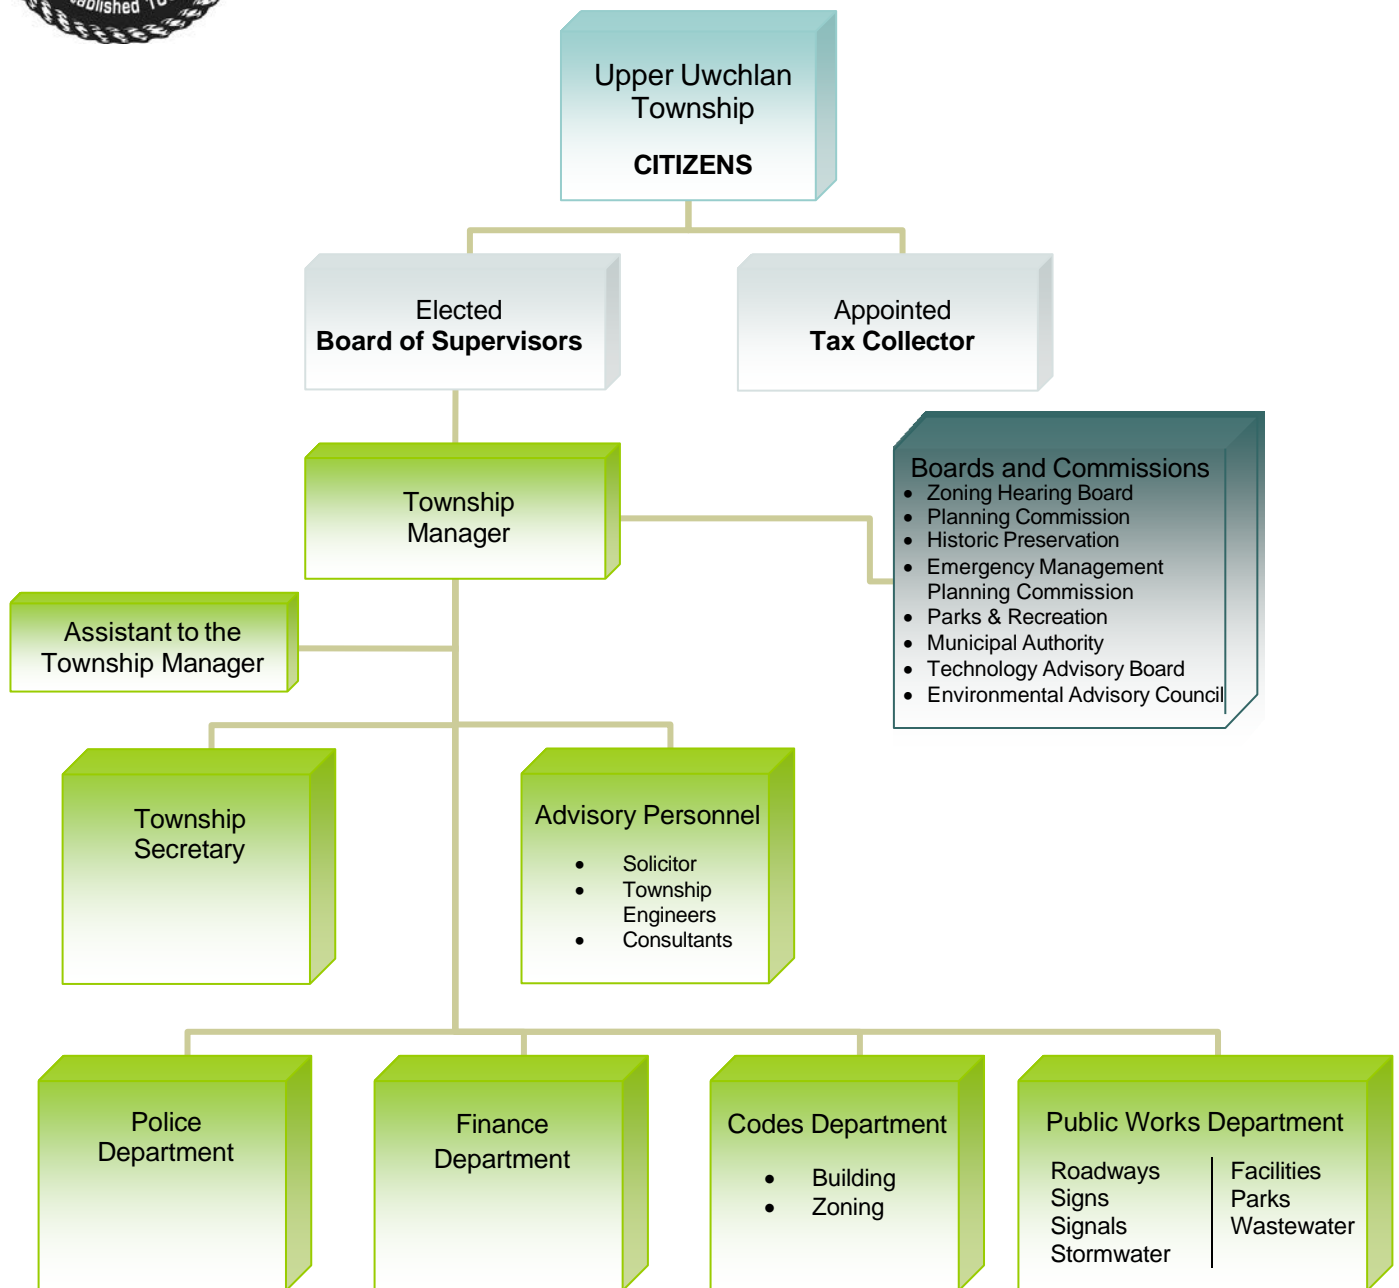 Established
Upper Uwchlan
Township
CITIZENS
Elected
Board of Supervisors
Appointed
Tax Collector
Township
Manager
Boards and Commissions
• Zoning Hearing Board
• Planning Commission
• Historic Preservation
• Emergency Management
Planning Commission
• Parks & Recreation
• Municipal Authority
• Technology Advisory Board
• Environmental Advisory Council
Assistant to the
Township Manager
Township
Secretary
Advisory Personnel
• Solicitor
• Township
Engineers
• Consultants
Police
Department
Finance
Department
Codes Department
• Building
• Zoning
Public Works Department
Roadways
Signs
Signals
Stormwater
Facilities
Parks
Wastewater